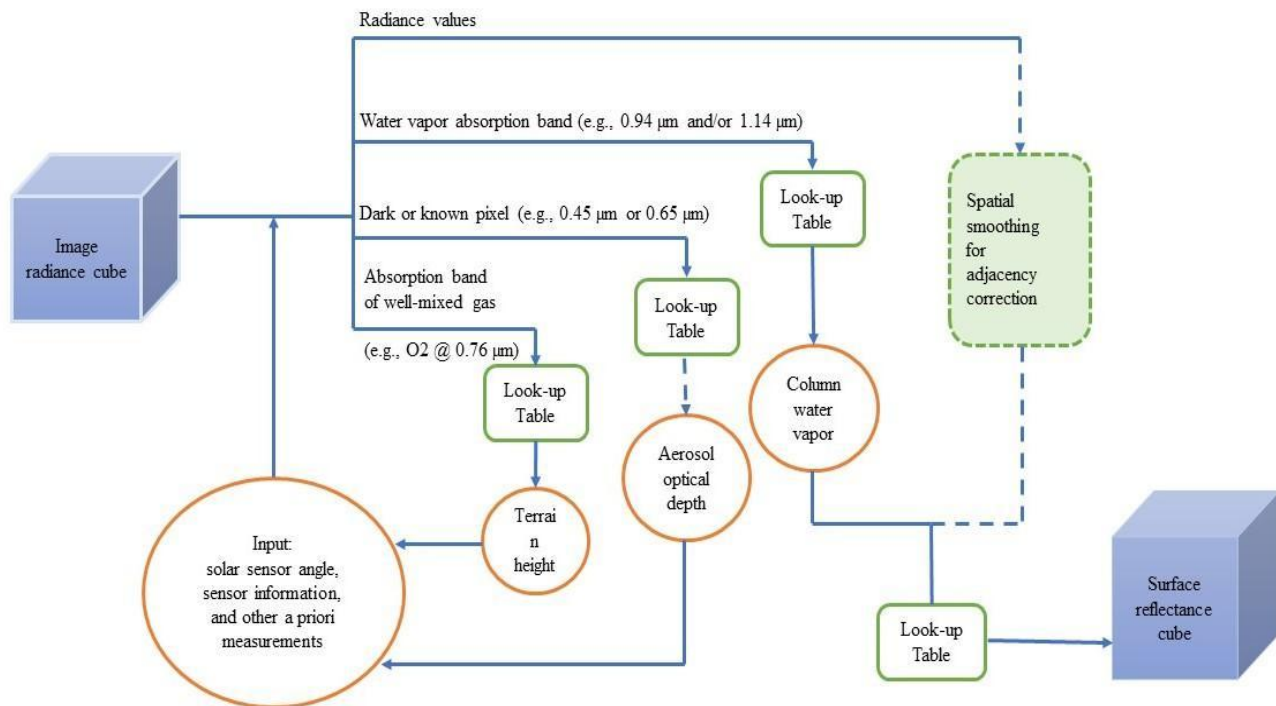 Radiance values
Water vapor absorption band (e.g., 0.94 μm and/or 1.14 μm)
Look-up
Table
Dark or known pixel (e.g., 0.45 μm or 0.65 μm)
Image
radiance cube
Spatial
smoothing
for
adjacency
correction
Absorption band
of well-mixed gas
(e.g., O2 @ 0.76 μm)
Look-up
Table
Look-up
Table
Column
water
vapor
Aerosol
optical
depth
Terrai
n
height
Input:
solar sensor angle,
sensor information,
and other a priori
measurements
Look-up
Table
Surface
reflectance
cube